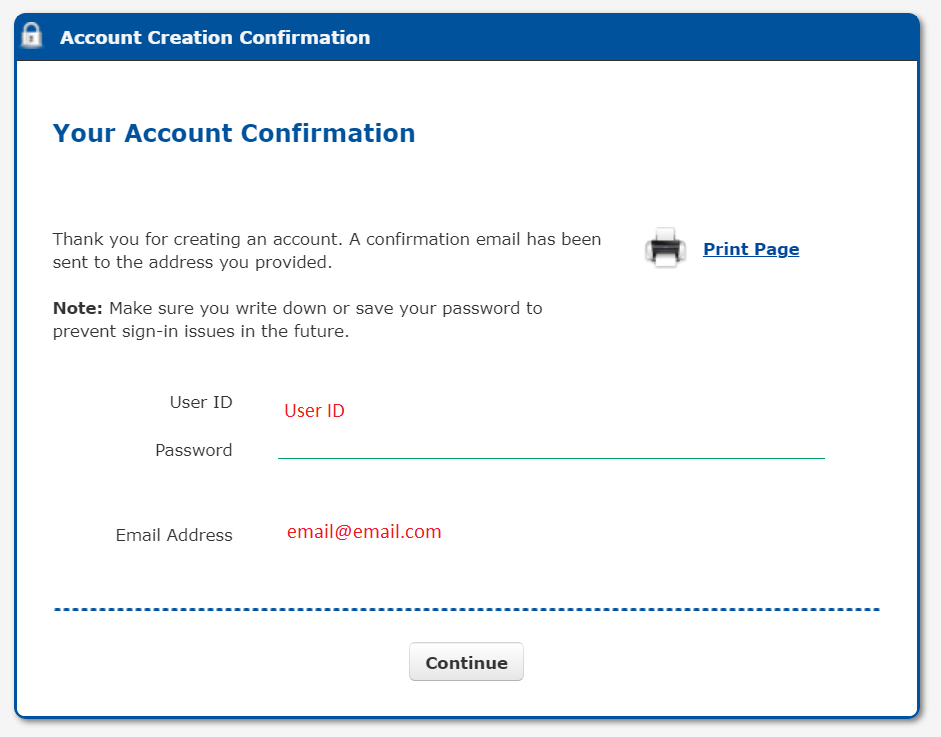 Account Creation Confirmation
Your Account Confirmation
Thank you for creating an account. A confirmation email has been
sent to the address you provided.
Print Page
Note: Make sure you write down or save your password to
prevent sign-in issues in the future.
User ID User ID
Password
Email Address email@email.com
Continue